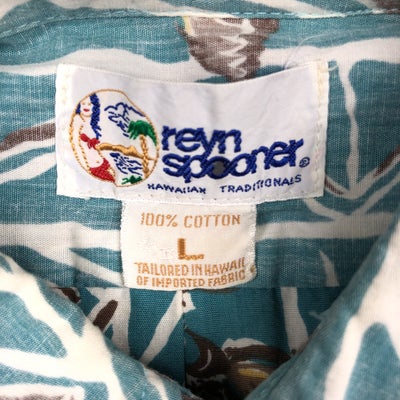 reyn
spooner®
HAWAIIAN TRADITIONALS
100% COTTON
L
TAILORED IN HAWAII
OF IMPORTED FABRIC